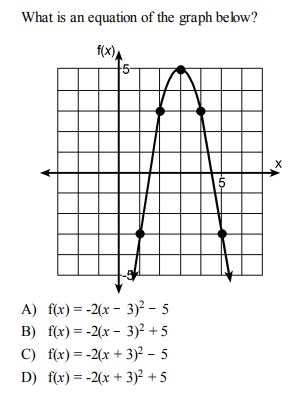 What is an equation of the graph below?
f(x)
5
x
5
-5
A) f(x) = -2(x − 3)² − 5
B) f(x) = -2(x − 3)² + 5
C) f(x) = -2(x + 3)² − 5
D) f(x) = -2(x + 3)² + 5